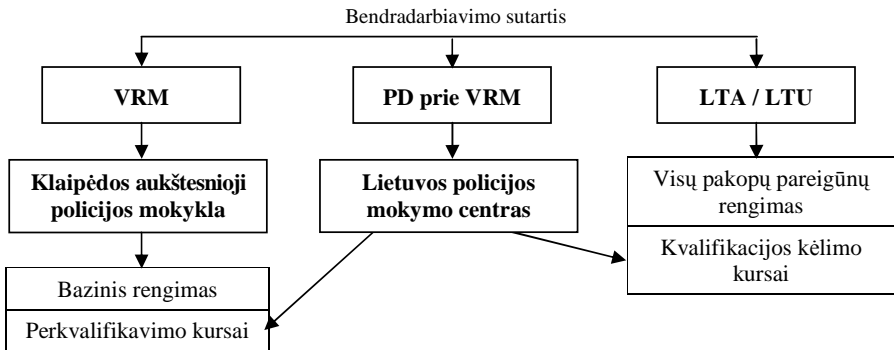 Bendradarbiavimo sutartis
VRM
PD prie VRM
LTA / LTU
Klaipėdos aukštesnioji
policijos mokykla
Lietuvos policijos
mokymo centras
Visų pakopų pareigūnų
rengimas
Kvalifikacijos kėlimo
kursai
Bazinis rengimas
Perkvalifikavimo kursai